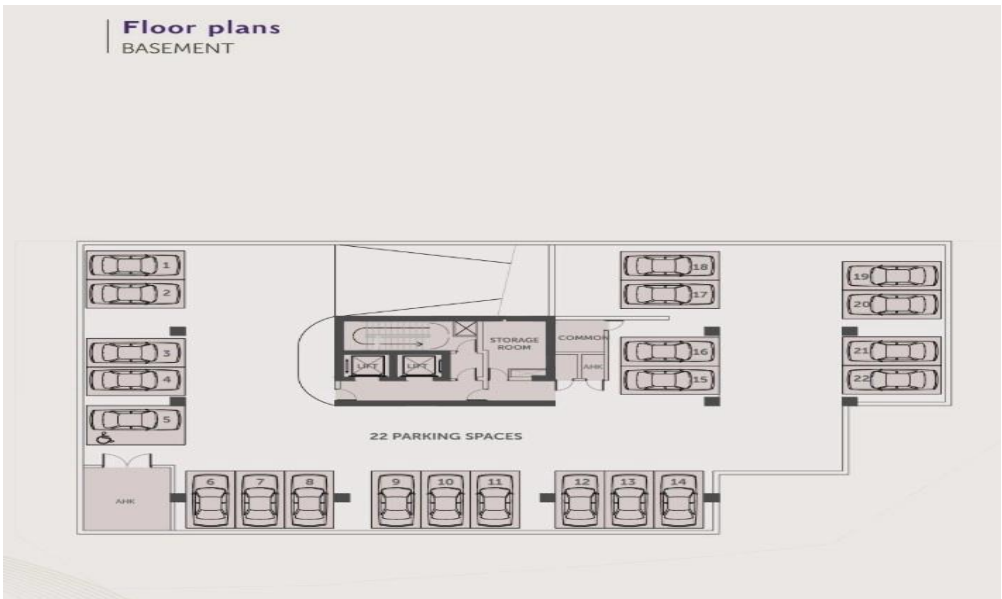 Floor plans
BASEMENT
1
2
3
4
5
18
17
16
15
19
20
21
22
STORAGE
ROOM
COMMON
AHK
LIFT
LIFT
22 PARKING SPACES
AHK
6
7
8
9
10
11
12
13
14